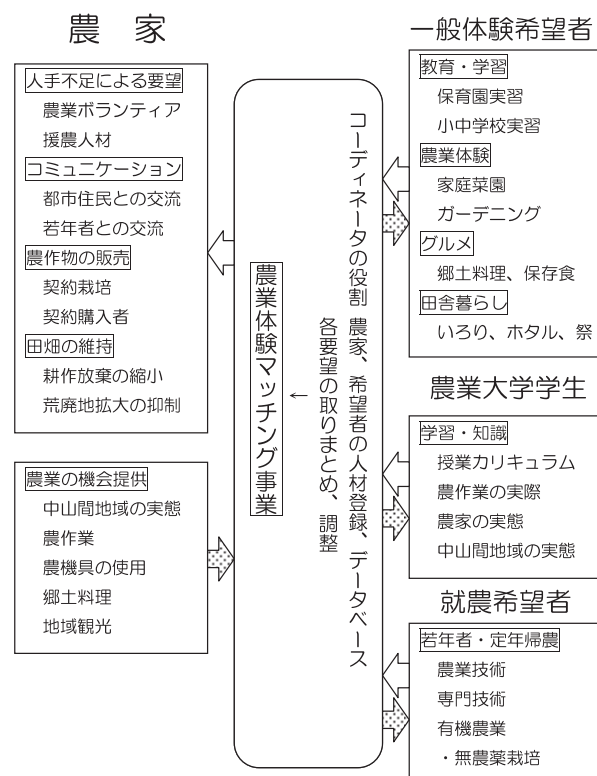 農　家
人手不足による要望
農業ボランティア
援農人材
コミュニケーション
都市住民との交流
若年者との交流
農作物の販売
契約栽培
契約購入者
田畑の維持
耕作放棄の縮小
荒廃地拡大の抑制
農業の機会提供
中山間地域の実態
農作業
農機具の使用
郷土料理
地域観光
コーディネータの役割　農家、希望者の人材登録、データベース
各要望の取りまとめ、調整
↓
農業体験マッチング事業
一般体験希望者
教育・学習
保育園実習
小中学校実習
農業体験
家庭菜園
ガーデニング
グルメ
郷土料理、保存食
田舎暮らし
いろり、ホタル、祭
農業大学学生
学習・知識
授業カリキュラム
農作業の実際
農家の実態
中山間地域の実態
就農希望者
若年者・定年帰農
農業技術
専門技術
有機農業
・無農薬栽培